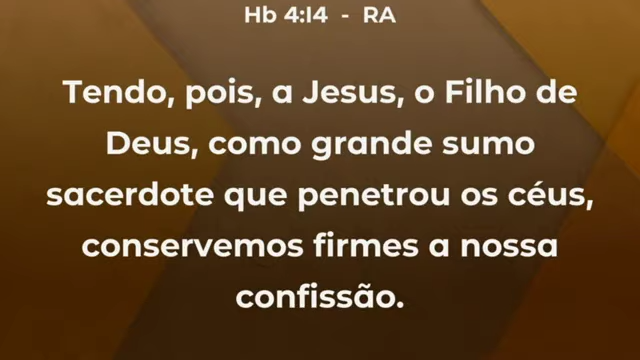 Hb 4:14 - RA
Tendo, pois, a Jesus, o Filho de
Deus, como grande sumo
sacerdote que penetrou os céus,
conservemos firmes a nossa
confissão.